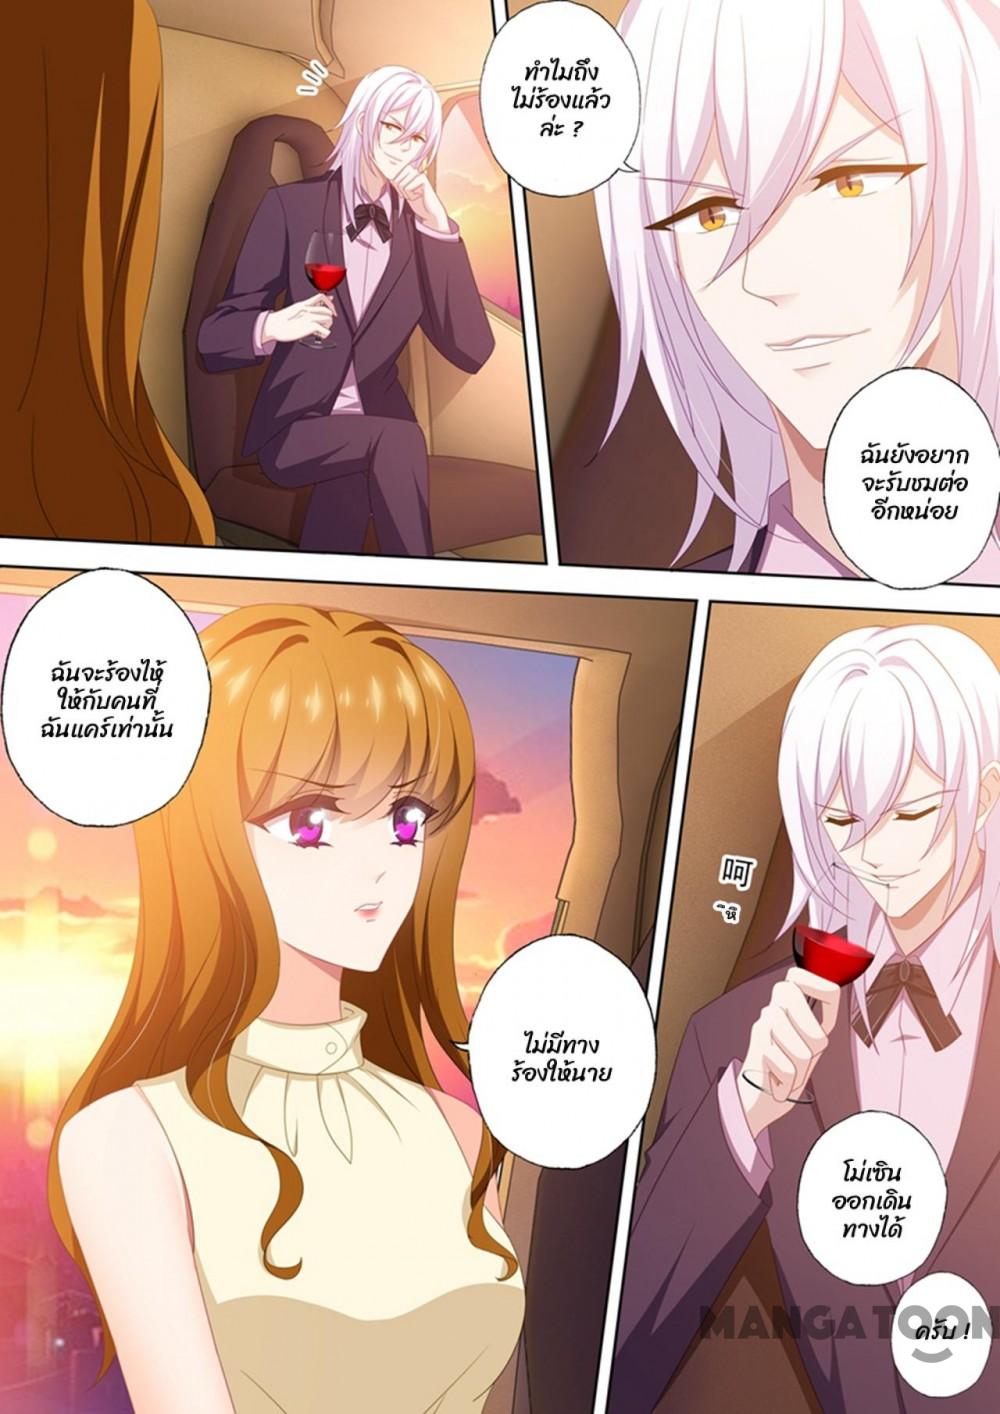 ทำไมถึง
ไม่ร้องแล้ว
ล่ะ ?
ฉันยังอยาก
จะรับชมต่อ
อีกหน่อย
ฉันจะร้องไห้
ให้กับคนที่
ฉันแคร์เท่านั้น
ไม่มีทาง
ร้องให้นาย
呵
หึ
โม่เซิน
ออกเดิน
ทางได้
ครับ !
MANGATOON